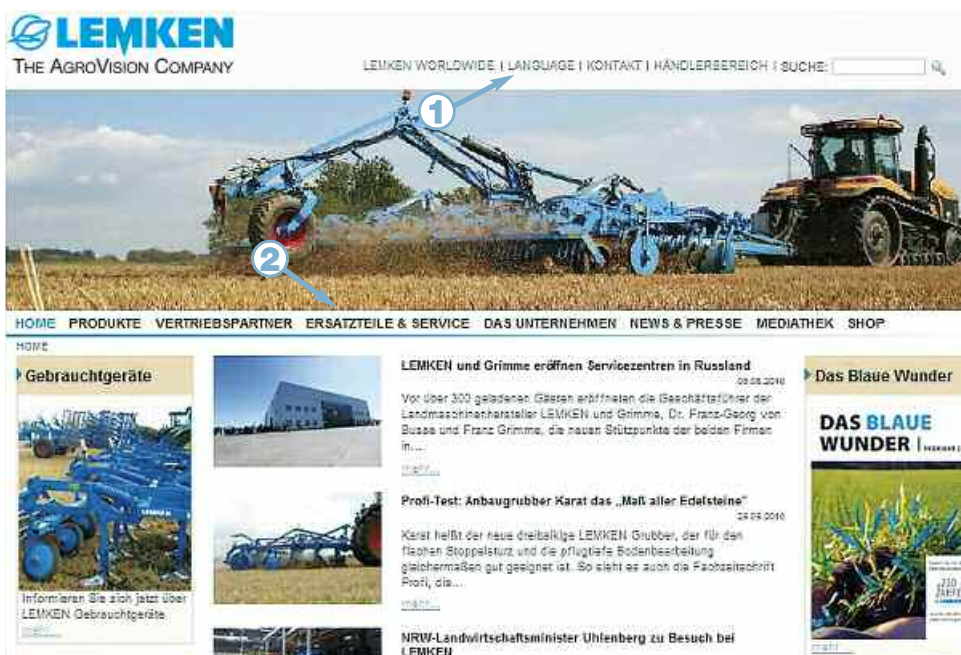 LEMKEN
THE AGROVISION COMPANY
LEMKEN WORLDWIDE | LANGUAGE | KONTAKT | HÄNDLERBEREICH | SUCHE:
1
2
HOME PRODUKTE VERTRIEBSPARTNER ERSATZTEILE & SERVICE DAS UNTERNEHMEN NEWS & PRESSE MEDIATHEK SHOP
HOME
Gebrauchtgeräte
Informieren Sie sich jetzt über
LEMKEN Gebrauchtgeräte
mehr
LEMKEN und Grimme eröffnen Servicezentren in Russland
Vor über 300 geladenen Gästen eröffneten die Geschäftsführer der
Landmaschinenhersteller LEMKEN und Grimme, Dr. Franz-Georg von
Busse und Franz Grimme, die neuen Stützpunkte der beiden Firmen
in....
mehr...
Profi-Test: Anbaugrubber Karat das „Maß aller Edelsteine"
Karat heißt der neue dreibalkige LEMKEN Grubber, der für den
flachen Stoppelsturz und die pflugtiefe Bodenbearbeitung
gleichermaßen gut geeignet ist. So sieht es auch die Fachzeitschrift
Profi, die...
mehr...
NRW-Landwirtschaftsminister Uhlenberg zu Besuch bei
LEMKEN
Das Blaue Wunder
DAS BLAUE
WUNDER |
mehr